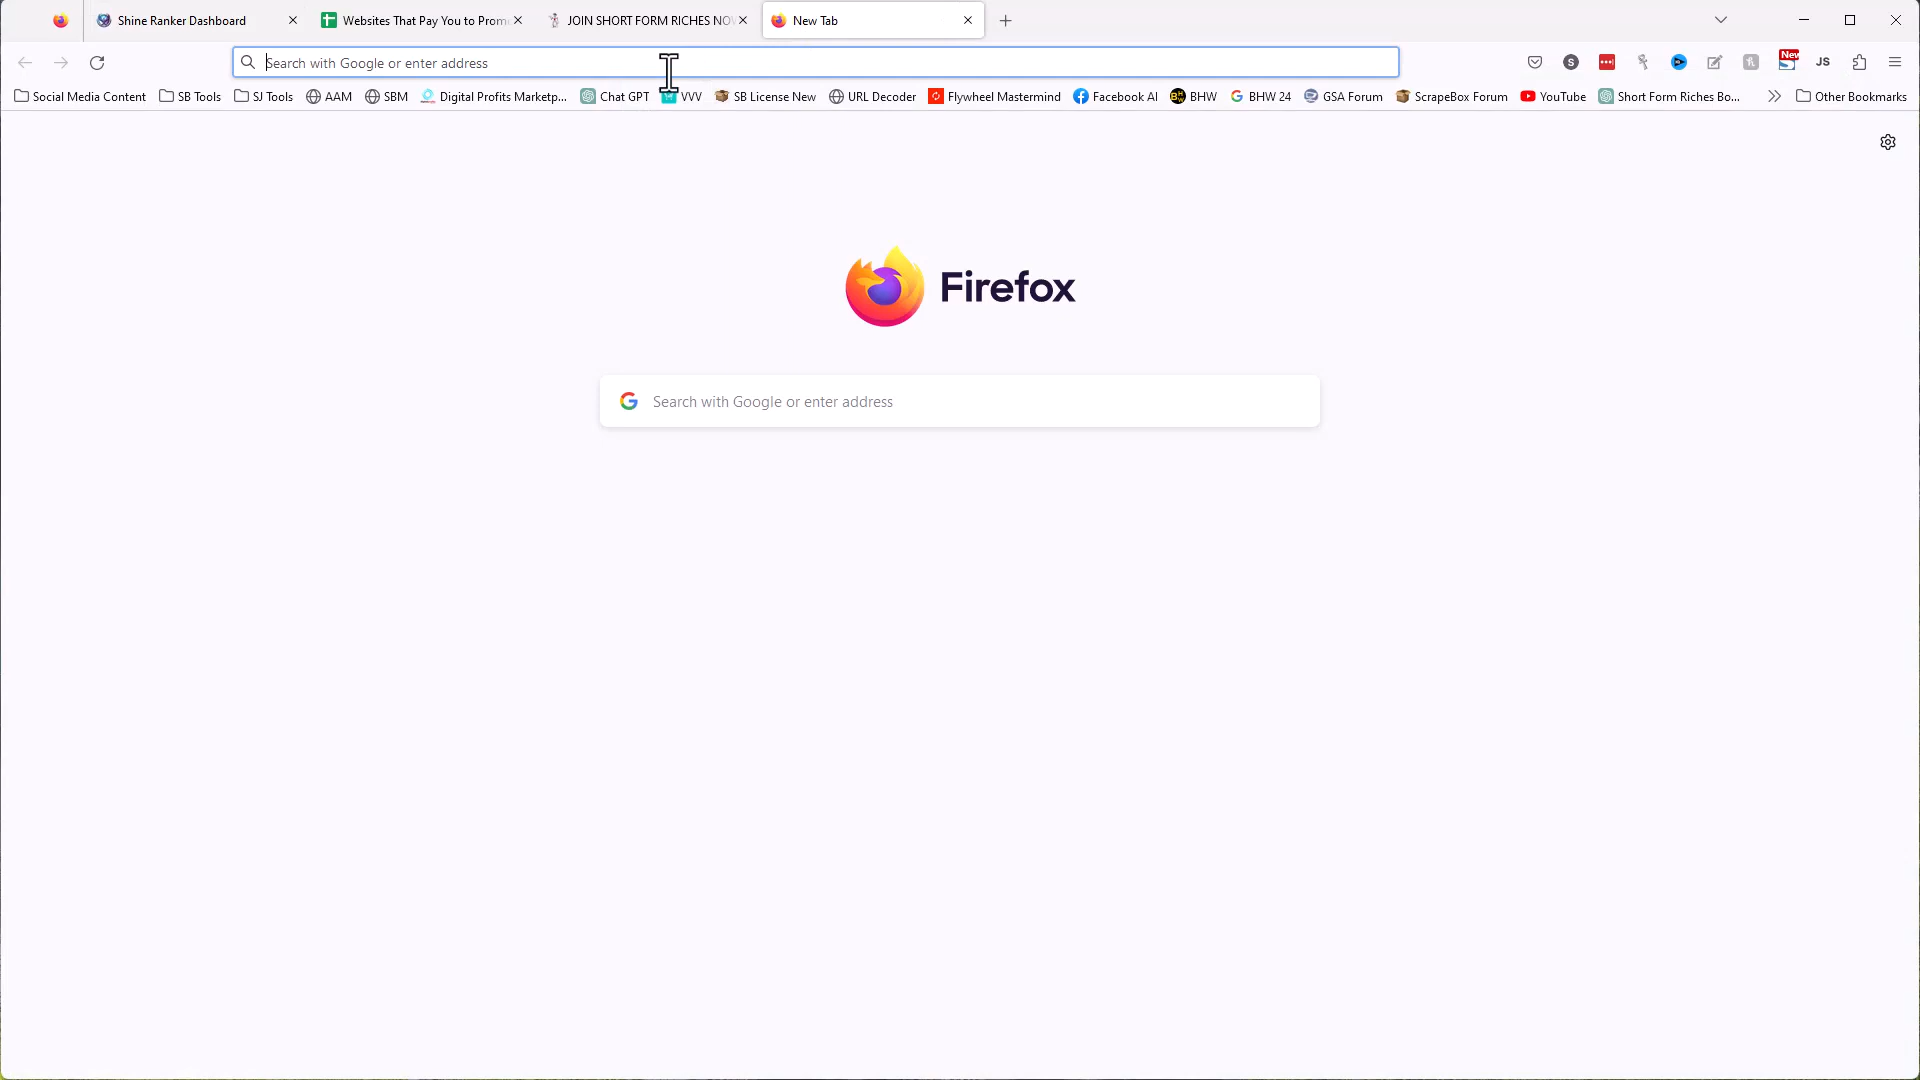 Shine Ranker Dashboard
Websites That Pay You to Prom
JOIN SHORT FORM RICHES NO
New Tab
Search with Google or enter address
S
New
JS
Social Media Content
SB Tools
SJ Tools
AAM
SBM
Digital Profits Marketp...
Chat GPT
VVV
SB License New
URL Decoder
Flywheel Mastermind
Facebook AI
BHW
BHW 24
GSA Forum
ScrapeBox Forum
YouTube
Short Form Riches Bo...
Other Bookmarks
Firefox
Search with Google or enter address